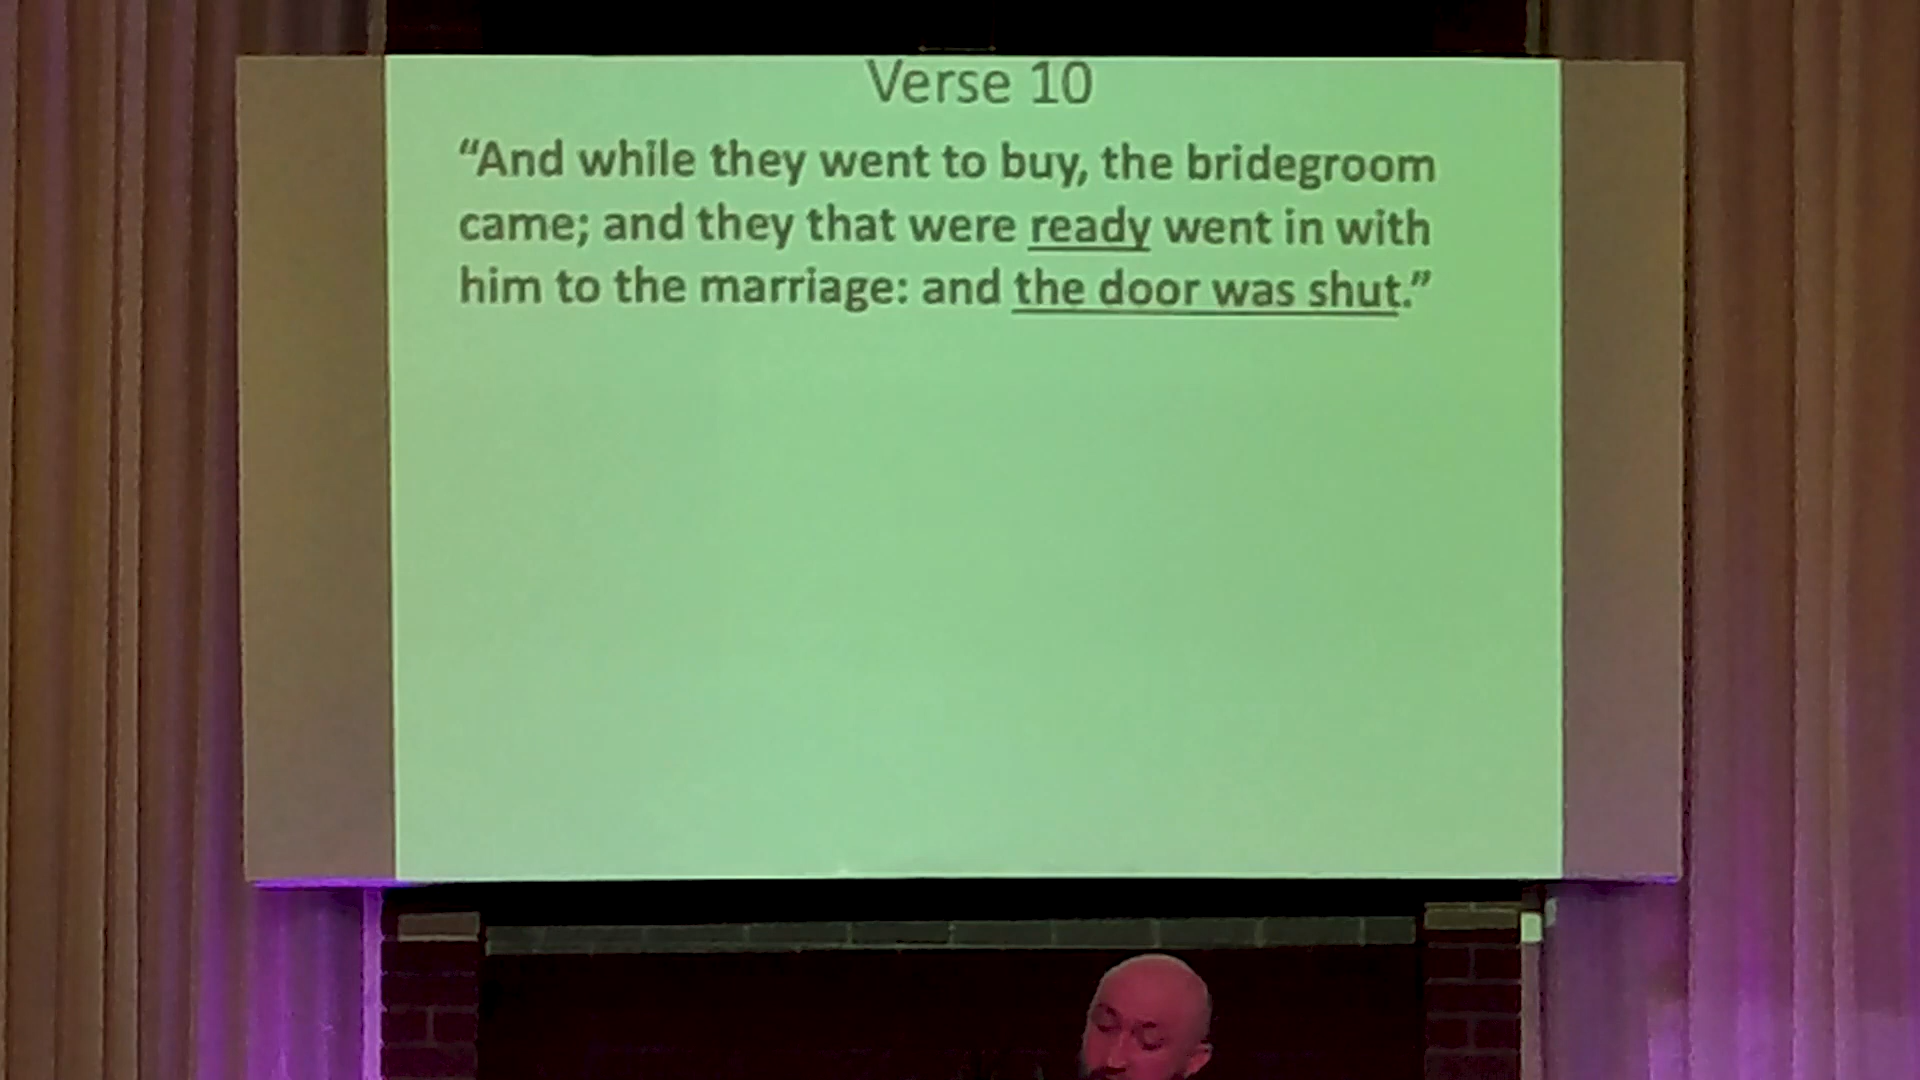 Verse 10
“And while they went to buy, the bridegroom
came; and they that were ready went in with
him to the marriage: and the door was shut.”